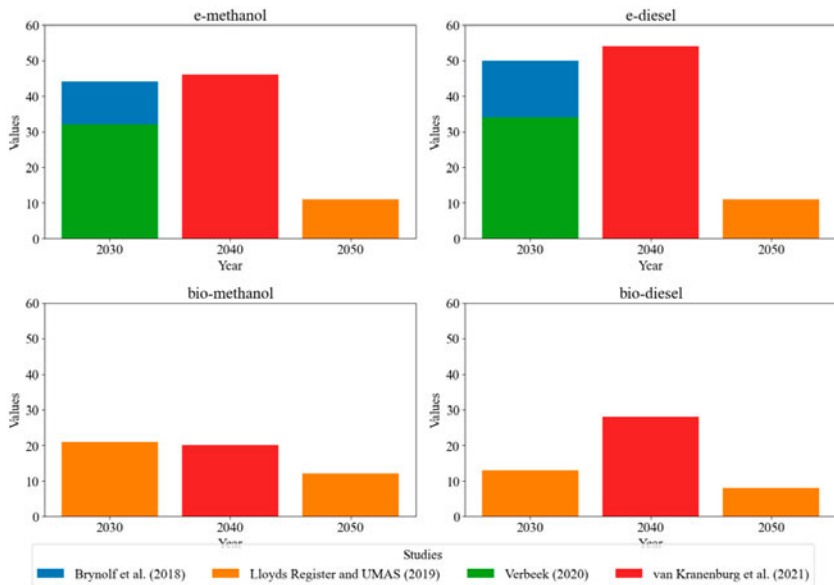 e-methanol
60
50
40
30
20
10
0
Values
2030 2040 2050
Year
e-diesel
60
50
40
30
20
10
0
Values
2030 2040 2050
Year
bio-methanol
60
50
40
30
20
10
0
Values
2030 2040 2050
Year
bio-diesel
60
50
40
30
20
10
0
Values
2030 2040 2050
Year
Studies
Brynolf et al. (2018) Lloyds Register and UMAS (2019) Verbeek (2020) van Kranenburg et al. (2021)